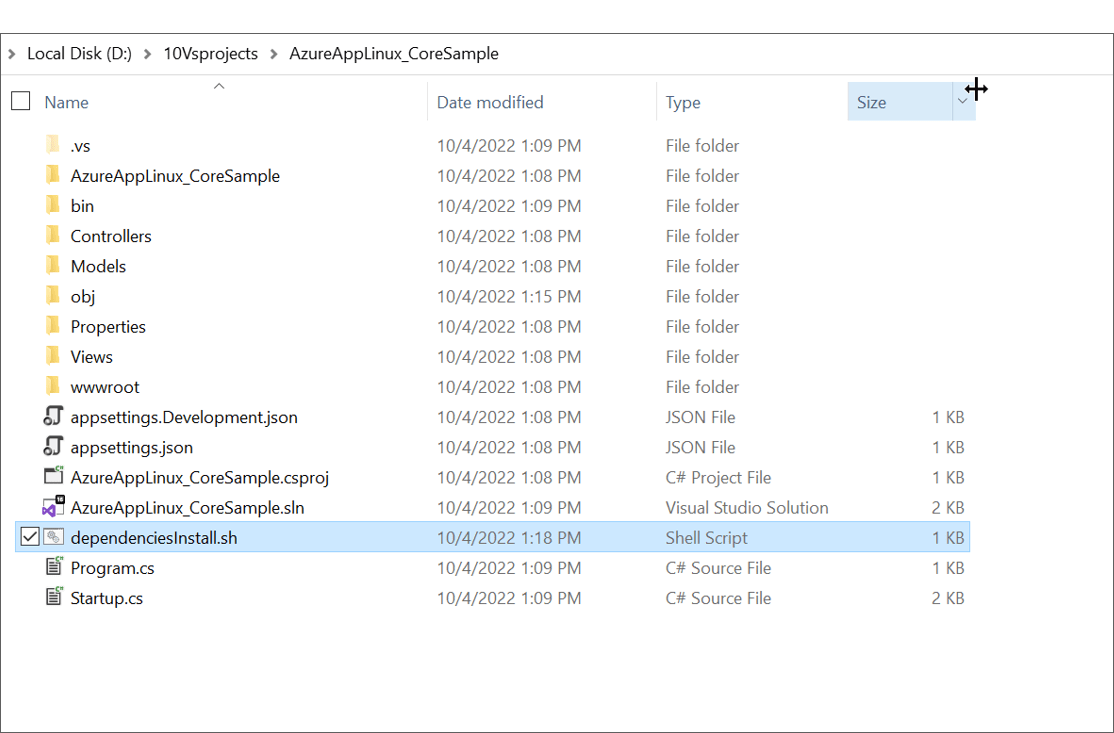 Local Disk (D:) > 10Vsprojects > AzureAppLinux_CoreSample
Name Date modified Type Size
.vs 10/4/2022 1:09 PM File folder
AzureAppLinux_CoreSample 10/4/2022 1:08 PM File folder
bin 10/4/2022 1:09 PM File folder
Controllers 10/4/2022 1:08 PM File folder
Models 10/4/2022 1:08 PM File folder
obj 10/4/2022 1:15 PM File folder
Properties 10/4/2022 1:08 PM File folder
Views 10/4/2022 1:08 PM File folder
wwwroot 10/4/2022 1:08 PM File folder
appsettings.Development.json 10/4/2022 1:08 PM JSON File 1 KB
appsettings.json 10/4/2022 1:08 PM JSON File 1 KB
AzureAppLinux_CoreSample.csproj 10/4/2022 1:08 PM C# Project File 1 KB
AzureAppLinux_CoreSample.sln 10/4/2022 1:09 PM Visual Studio Solution 2 KB
dependenciesInstall.sh 10/4/2022 1:18 PM Shell Script 1 KB
Program.cs 10/4/2022 1:09 PM C# Source File 1 KB
Startup.cs 10/4/2022 1:09 PM C# Source File 2 KB